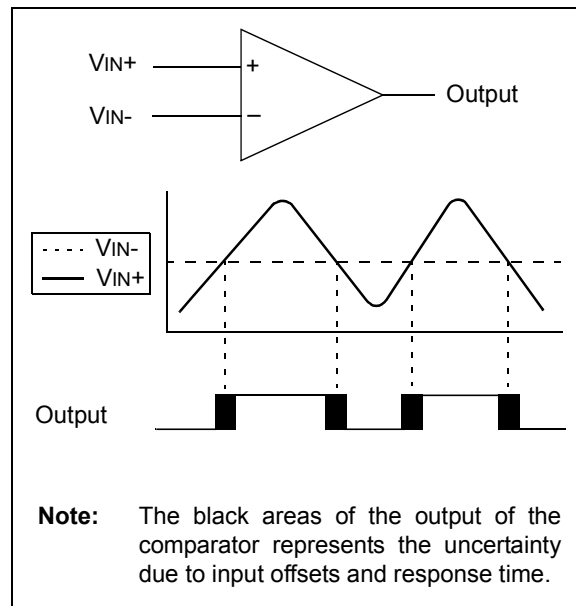 VIN+
+
Output
VIN-
–
VIN-
VIN+
Output
Note: The black areas of the output of the
comparator represents the uncertainty
due to input offsets and response time.